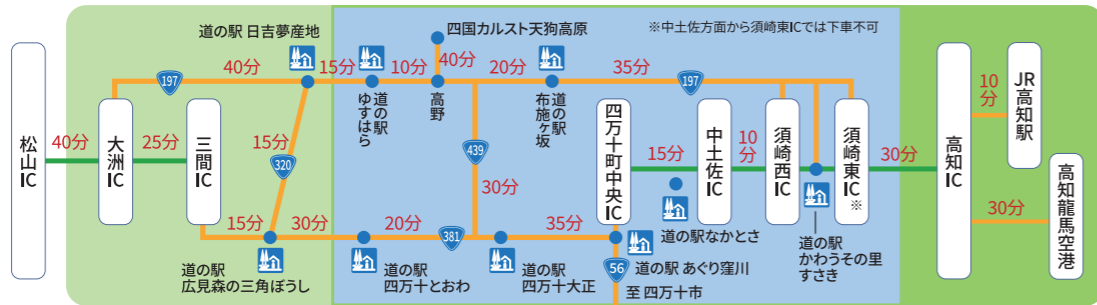 道の駅 日吉夢産地
四国カルスト天狗高原
※中土佐方面から須崎東ICでは下車不可
40分
15分
10分
40分
20分
35分
10分
197
197
道の駅
ゆすはら
高野
道の駅
布施ヶ坂
JR高知駅
松山IC
40分
大洲IC
25分
三間IC
15分
320
439
30分
四万十町中央IC
15分
中土佐IC
10分
須崎西IC
須崎東IC
※
30分
高知IC
30分
高知龍馬空港
道の駅なかとさ
15分
30分
20分
381
35分
道の駅
広見森の三角ぼうし
道の駅
四万十とおわ
道の駅
四万十大正
道の駅 あぐり窪川
56
至 四万十市
道の駅
かわうその里
すさき